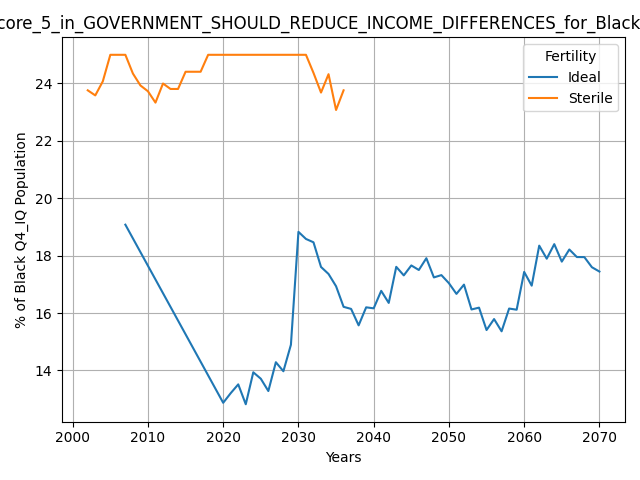 core_5_in_GOVERNMENT_SHOULD_REDUCE_INCOME_DIFFERENCES_for_Black
Fertility
Ideal
Sterile
% of Black Q4_IQ Population
24
22
20
18
16
14
2000 2010 2020 2030 2040 2050 2060 2070
Years